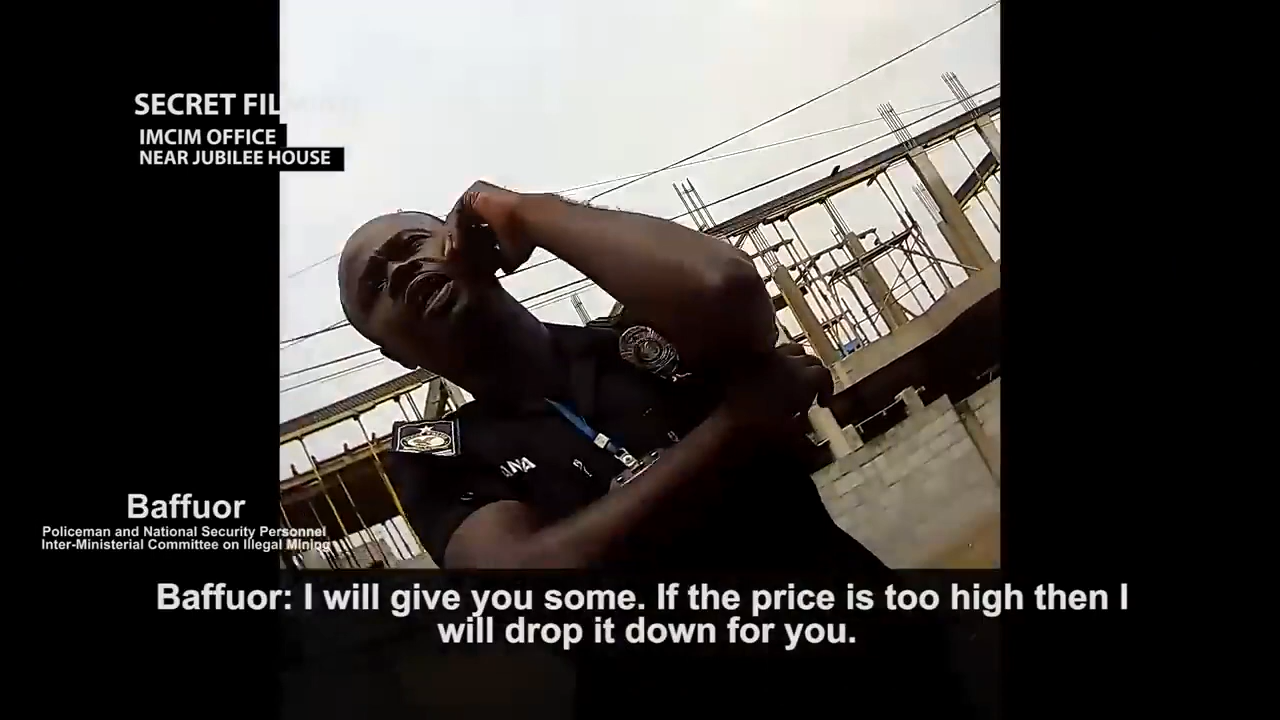 SECRET FIL
IMCIM OFFICE
NEAR JUBILEE HOUSE
Baffuor
Policeman and National Security Personnel
Inter-Ministerial Committee on Illegal Mining
Baffuor: I will give you some. If the price is too high then I
will drop it down for you.